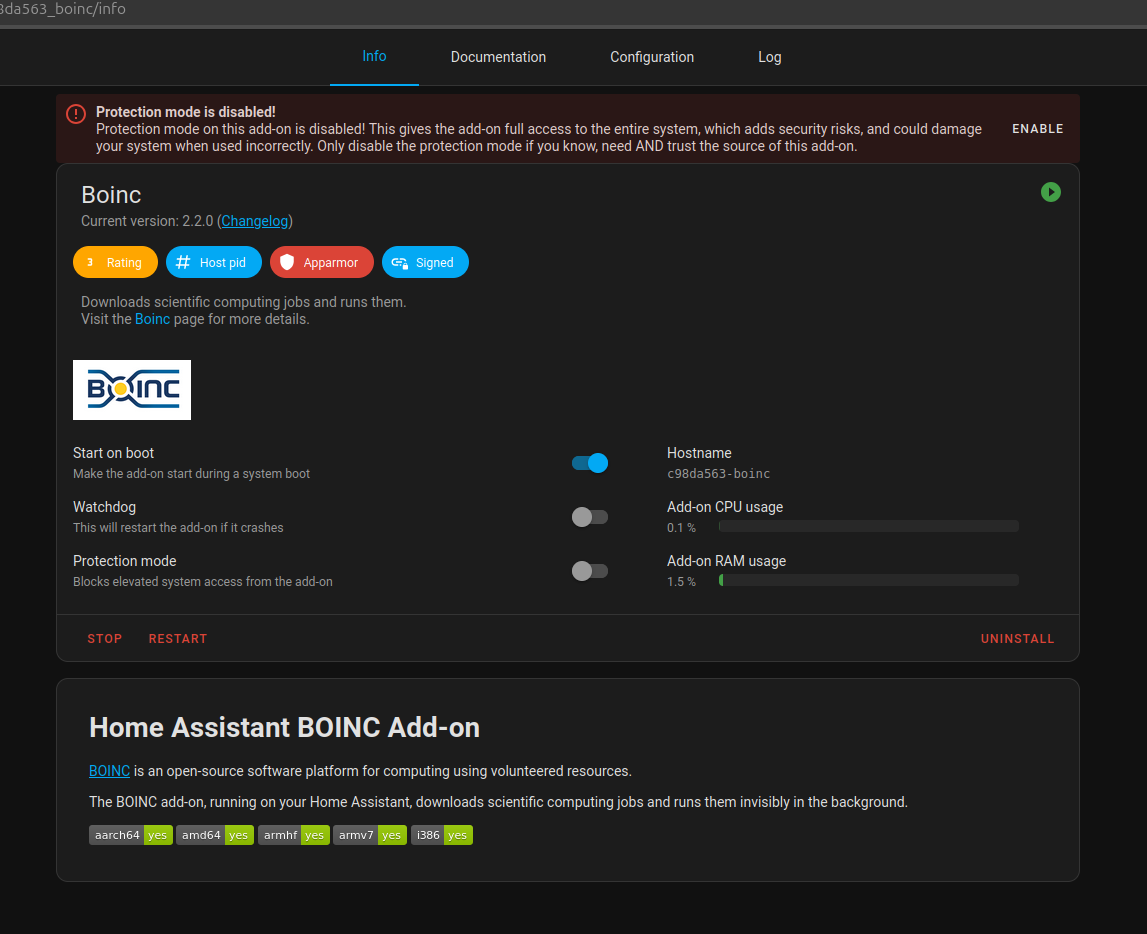 8da563_boinc/info
Info
Documentation
Configuration
Log
Protection mode is disabled!
Protection mode on this add-on is disabled! This gives the add-on full access to the entire system, which adds security risks, and could damage
your system when used incorrectly. Only disable the protection mode if you know, need AND trust the source of this add-on.
ENABLE
Boinc
Current version: 2.2.0 (Changelog)
3 Rating
Host pid
Apparmor
Signed
Downloads scientific computing jobs and runs them.
Visit the Boinc page for more details.
BOINC
Start on boot
Make the add-on start during a system boot
Hostname
c98da563-boinc
Watchdog
This will restart the add-on if it crashes
Add-on CPU usage
0.1 %
Protection mode
Blocks elevated system access from the add-on
Add-on RAM usage
1.5 %
STOP
RESTART
UNINSTALL
Home Assistant BOINC Add-on
BOINC is an open-source software platform for computing using volunteered resources.
The BOINC add-on, running on your Home Assistant, downloads scientific computing jobs and runs them invisibly in the background.
aarch64 yes amd64 yes armhf yes armv7 yes i386 yes